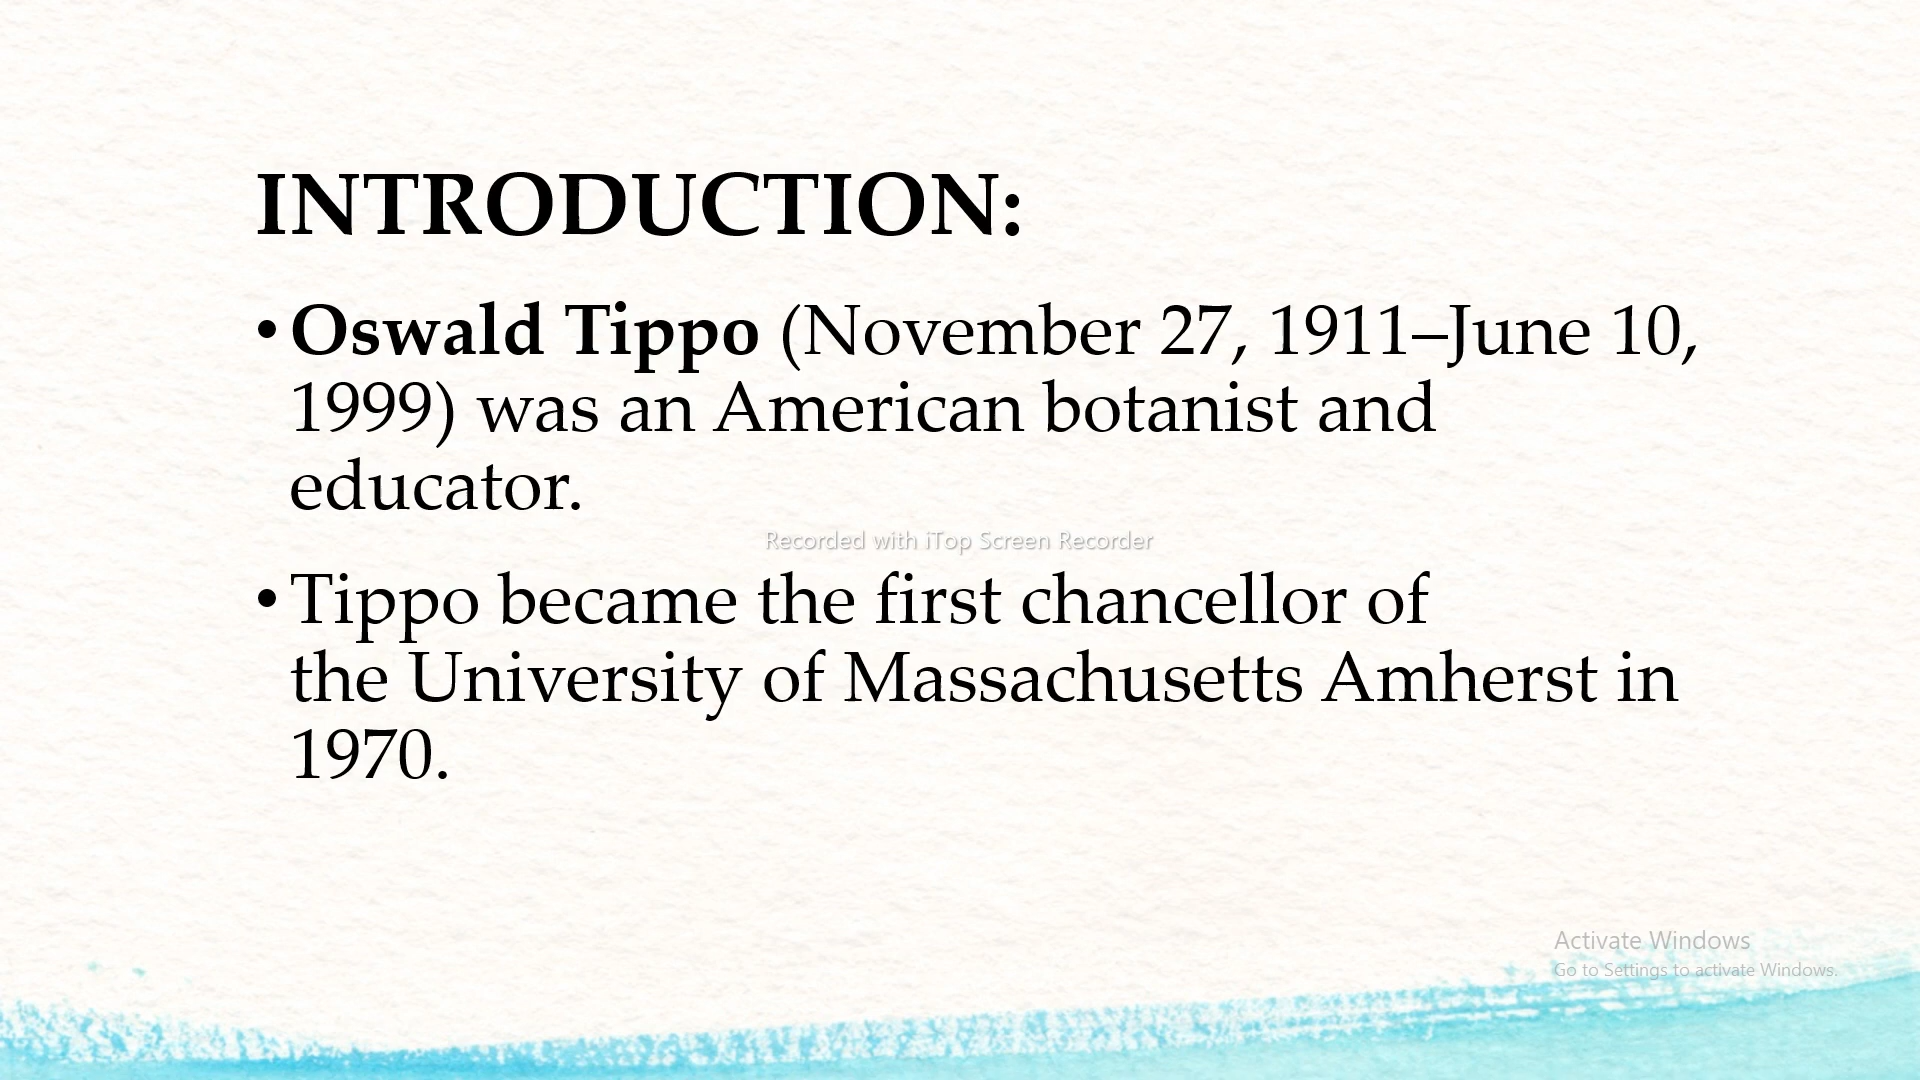 INTRODUCTION:
• Oswald Tippo (November 27, 1911–June 10,
1999) was an American botanist and
educator.
Recorded with iTop Screen Recorder
• Tippo became the first chancellor of
the University of Massachusetts Amherst in
1970.
Activate Windows
Go to Settings to activate Windows.